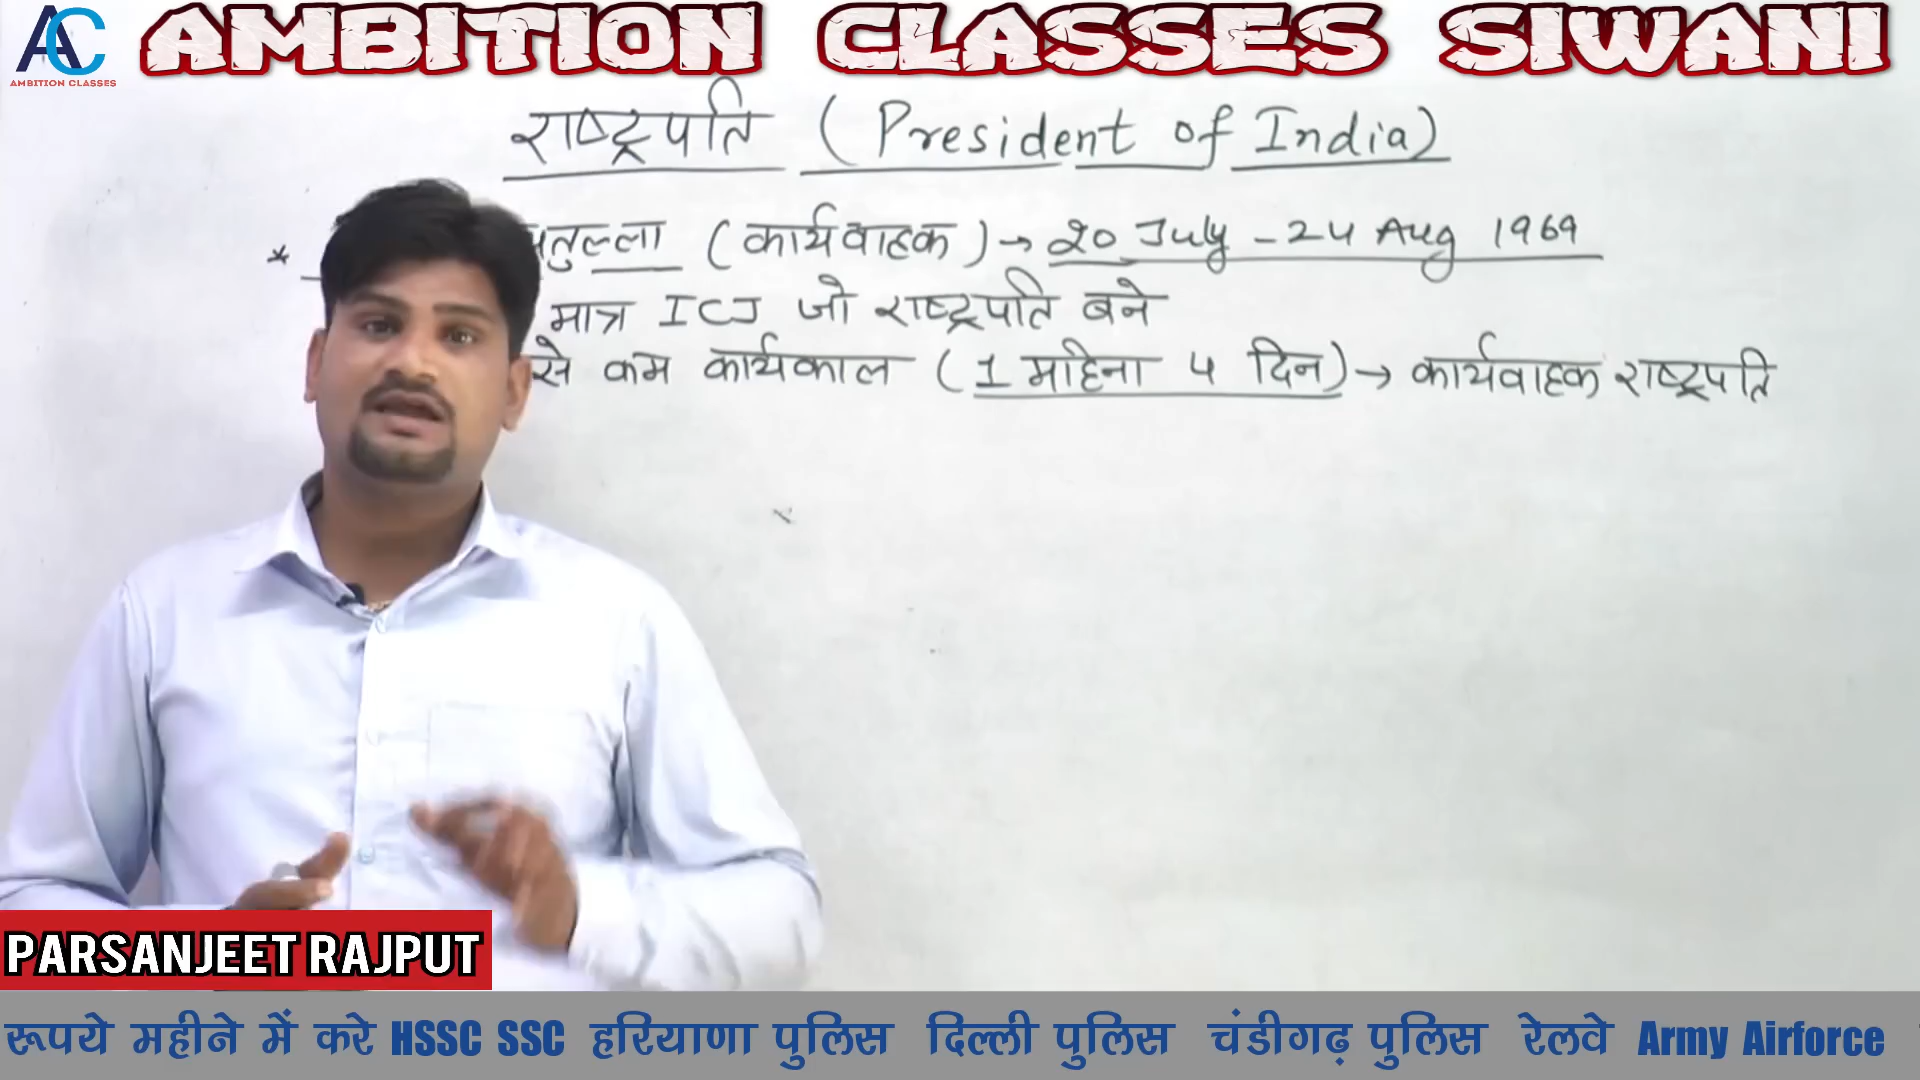 AC
AMBITION CLASSES
AMBITION CLASSES SIWANI
राष्ट्रपति (President of India)
* तुल्ला (कार्यवाहक) → 20 July - 24 Aug 1969
मात्र ICJ जो राष्ट्रपति बने
से कम कार्यकाल (1 महिना 4 दिन) → कार्यवाहक राष्ट्रपति
PARSANJEET RAJPUT
रूपये महीने में करे HSSC SSC हरियाणा पुलिस दिल्ली पुलिस चंडीगढ़ पुलिस रेलवे Army Airforce